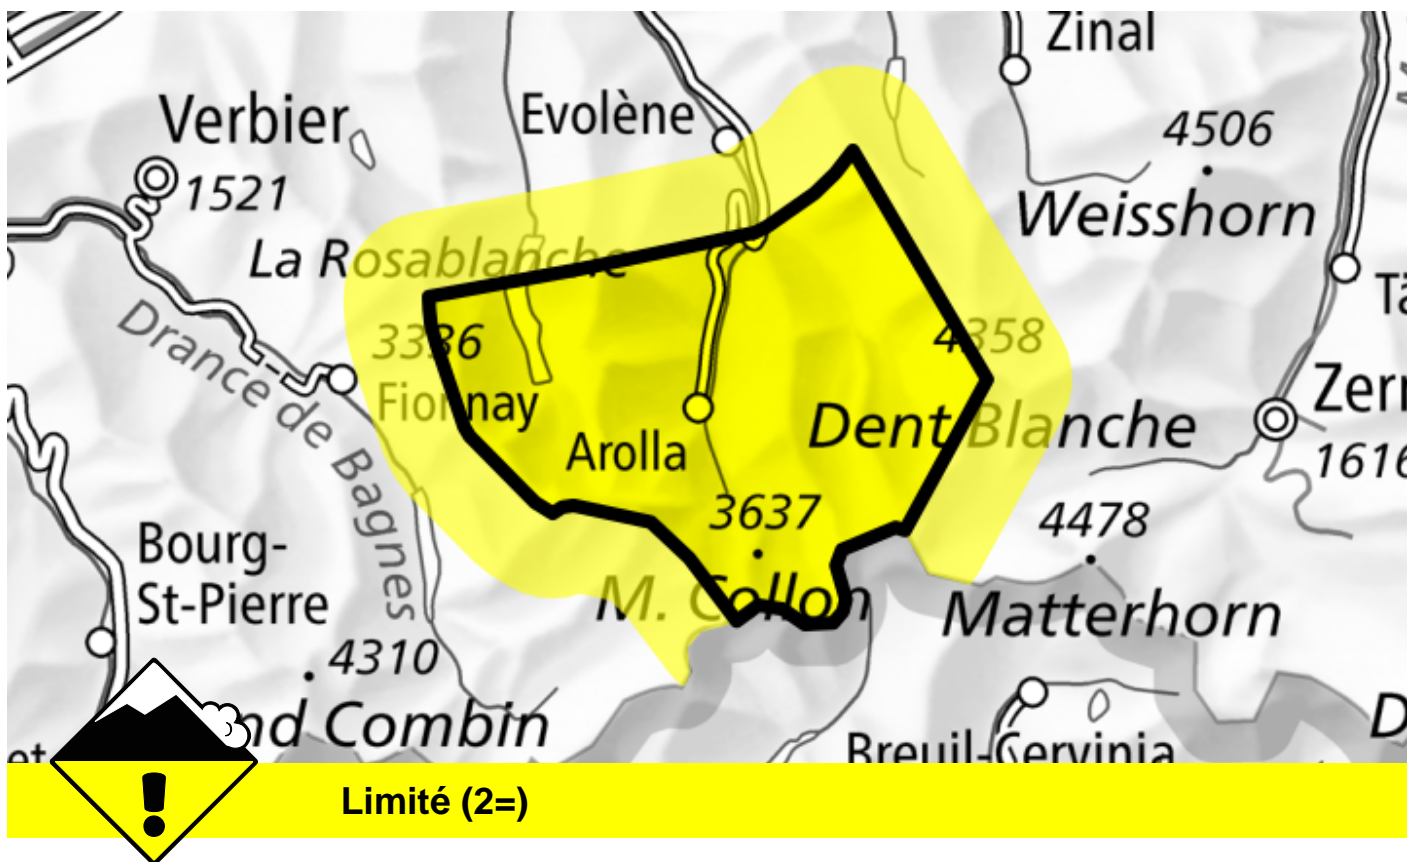 Zinal
Verbier
Evolène
4506
1521
Weisshorn
La Rosablanche
3336
4358
Fionnay
Drance de Bagnes
Arolla
Dent Blanche
1616
3637
4478
Bourg-
St-Pierre
M. Collon
Matterhorn
4310
nd Combin
Breuil-Cervinia
Limité (2=)